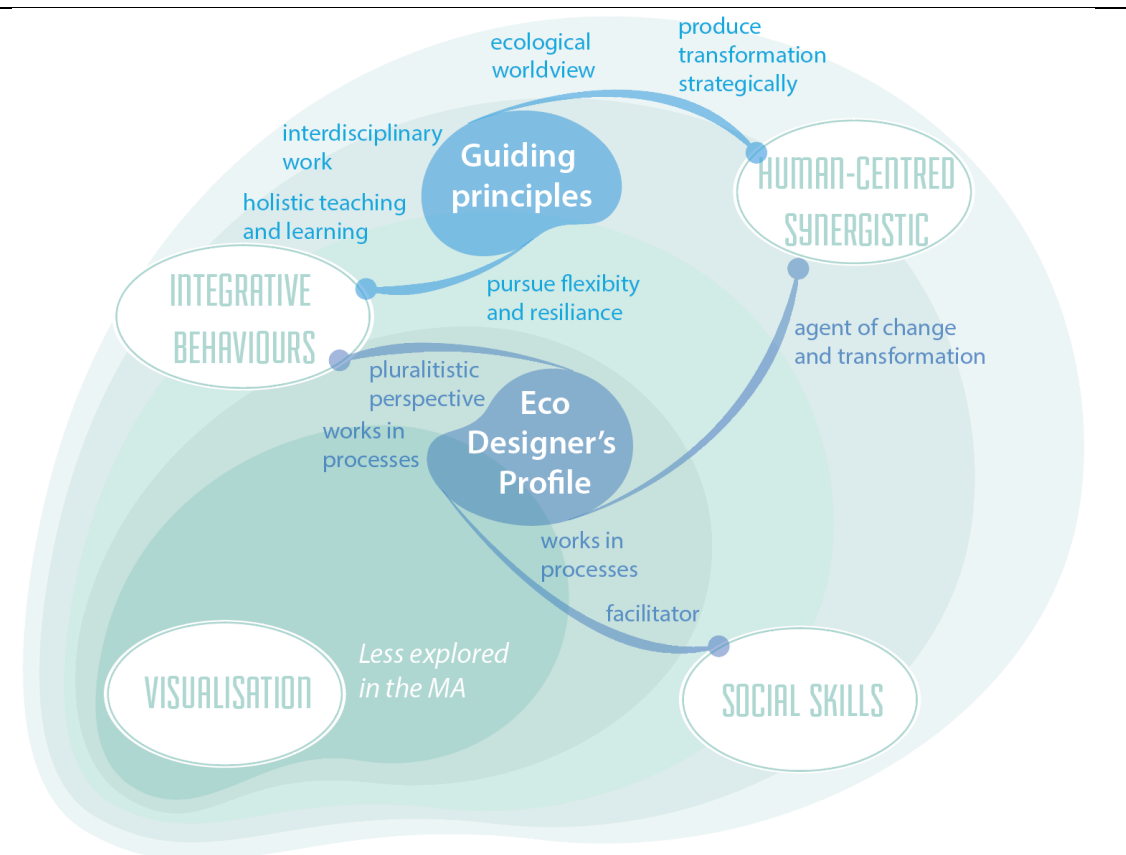 ecological
worldview
produce
transformation
strategically
interdisciplinary
work
Guiding
principles
HUMAN-CENTRED
SYNERGISTIC
holistic teaching
and learning
INTEGRATIVE
BEHAVIOURS
pursue flexibity
and resiliance
agent of change
and transformation
pluralitistic
perspective
works in
processes
Eco
Designer's
Profile
works in
processes
facilitator
VISUALISATION
Less explored
in the MA
SOCIAL SKILLS